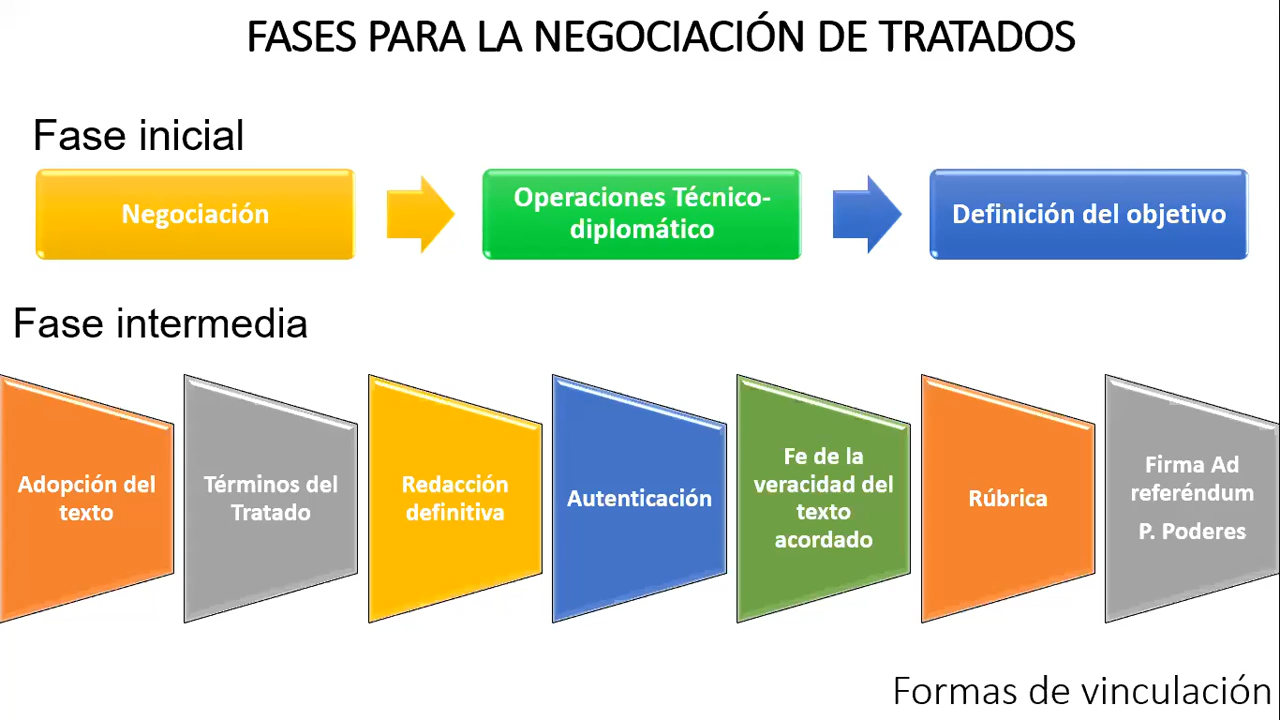 FASES PARA LA NEGOCIACIÓN DE TRATADOS
Fase inicial
Negociación
Operaciones Técnico-
diplomático
Definición del objetivo
Fase intermedia
Adopción del
texto
Términos del
Tratado
Redacción
definitiva
Autenticación
Fe de la
veracidad del
texto
acordado
Rúbrica
Firma Ad
referéndum
P. Poderes
Formas de vinculación